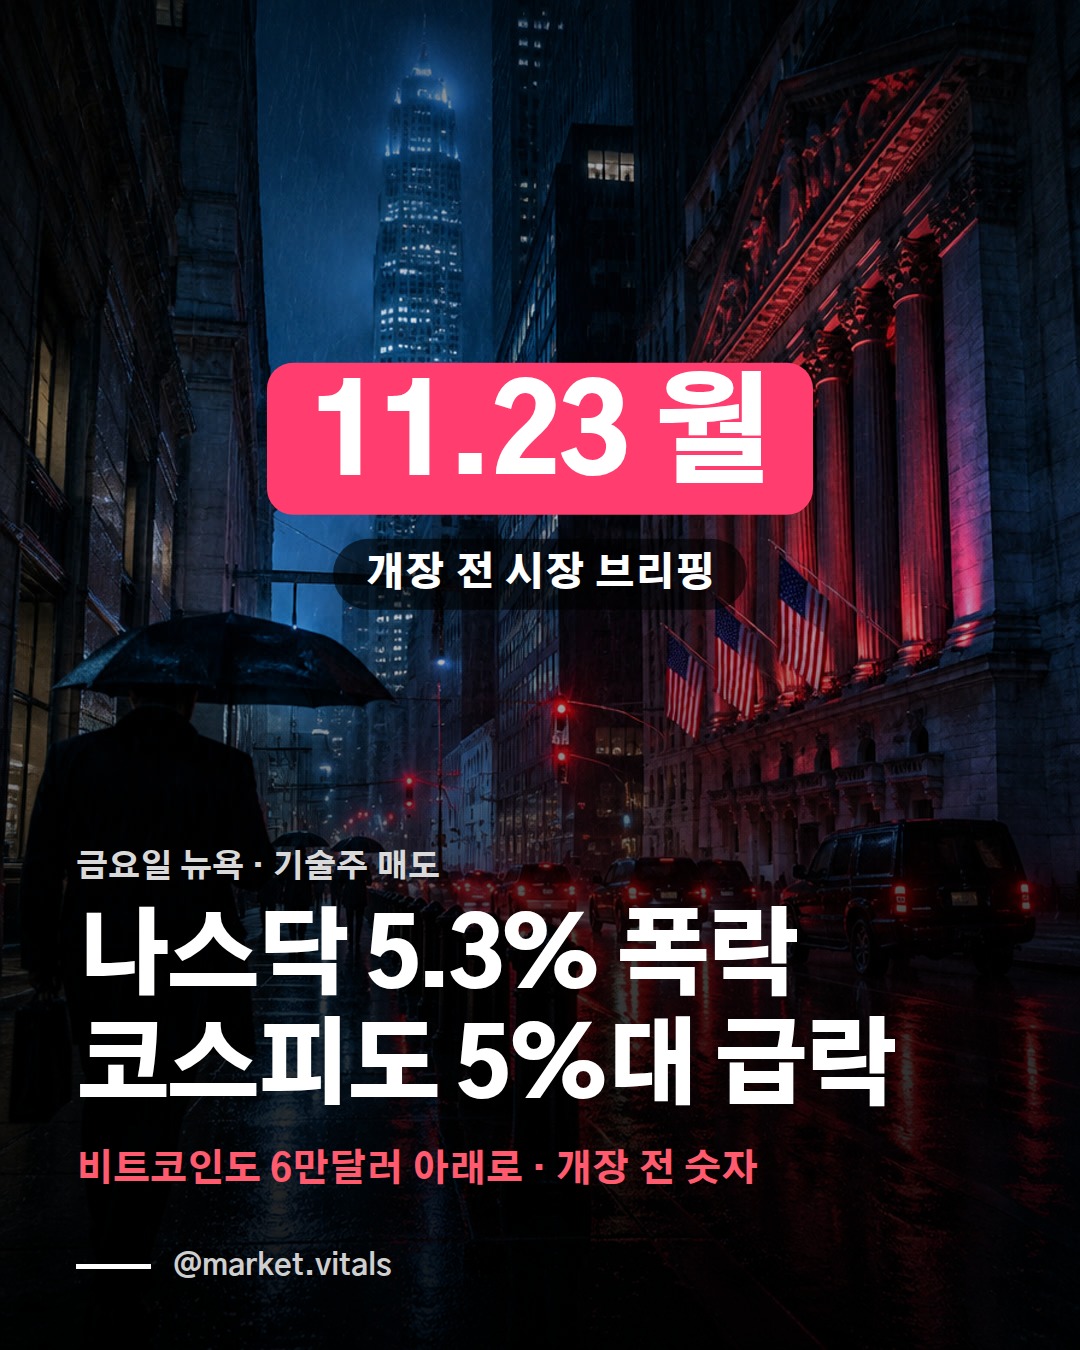 11.23 월
개장 전 시장 브리핑
금요일 뉴욕 · 기술주 매도
나스닥 5.3% 폭락
코스피도 5%대 급락
비트코인도 6만달러 아래로 · 개장 전 숫자
@market.vitals